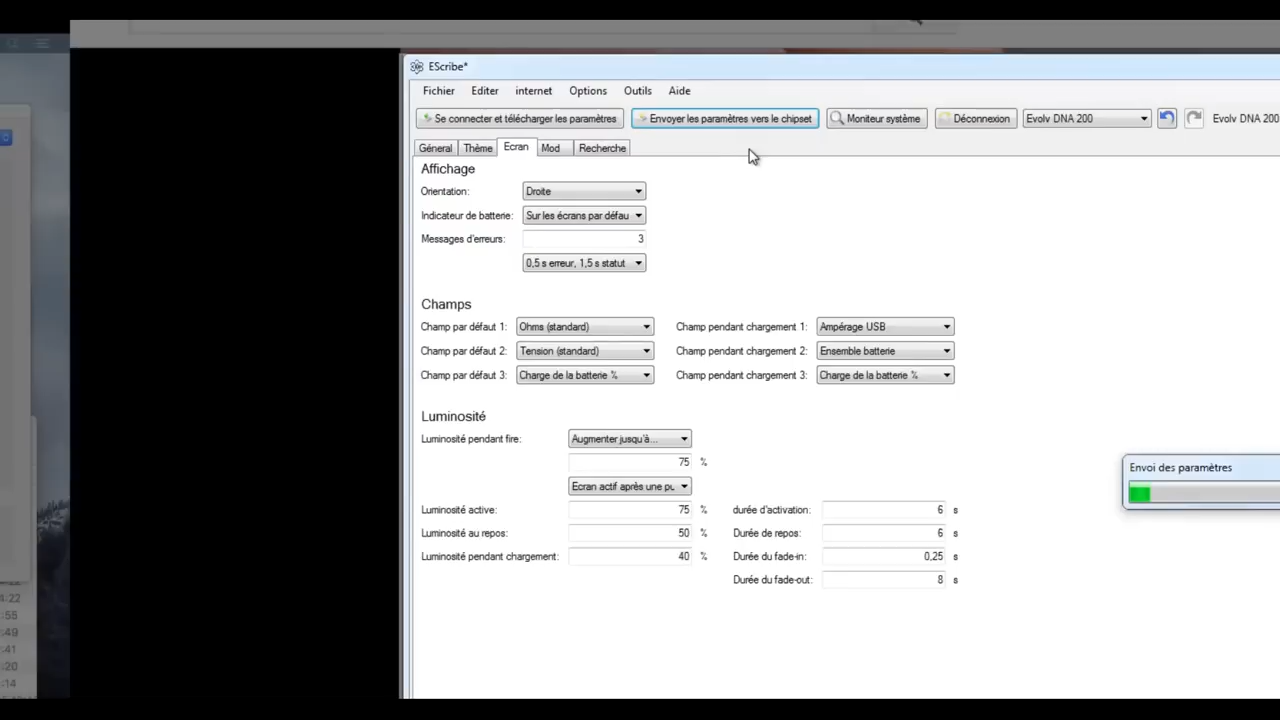 EScribe*
Fichier Editer internet Options Outils Aide
Se connecter et télécharger les paramètres Envoyer les paramètres vers le chipset Moniteur système Déconnexion Evolv DNA 200 Evolv DNA 200
Géneral Thème Ecran Mod Recherche
Affichage
Orientation: Droite
Indicateur de batterie: Sur les écrans par défau
Messages d'erreurs: 3
0,5 s erreur, 1,5 s statut
Champs
Champ par défaut 1: Ohms (standard) Champ pendant chargement 1: Ampérage USB
Champ par défaut 2: Tension (standard) Champ pendant chargement 2: Ensemble batterie
Champ par défaut 3: Charge de la batterie % Champ pendant chargement 3: Charge de la batterie %
Luminosité
Luminosité pendant fire: Augmenter jusqu'à...
75 %
Envoi des paramètres
Ecran actif après une pu
Luminosité active: 75 % durée d'activation: 6 s
Luminosité au repos: 50 % Durée de repos: 6 s
Luminosité pendant chargement: 40 % Durée du fade-in: 0,25 s
Durée du fade-out: 8 s
:22
:55
:49
:41
:20
:14